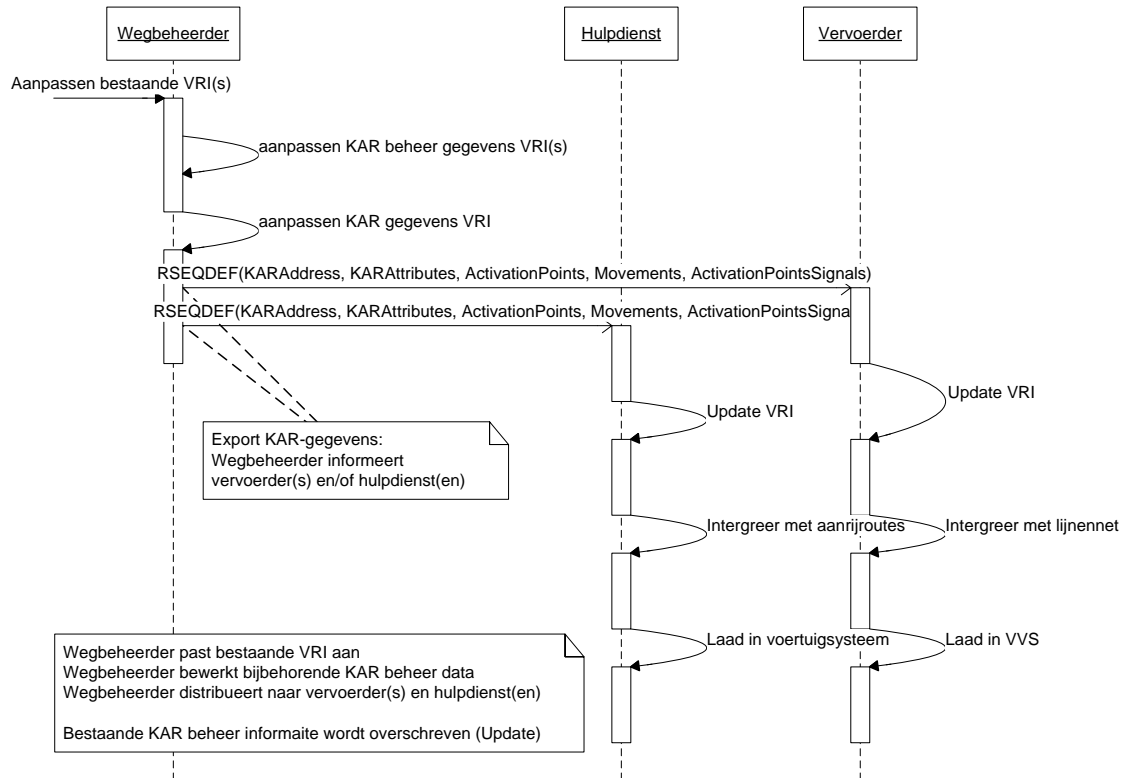 Wegbeheerder
Hulpdienst
Vervoerder
Aanpassen bestaande VRI(s)
aanpassen KAR beheer gegevens VRI(s)
aanpassen KAR gegevens VRI
RSEQDEF(KARAddress, KARAttributes, ActivationPoints, Movements, ActivationPointsSignals)
RSEQDEF(KARAddress, KARAttributes, ActivationPoints, Movements, ActivationPointsSigna
Update VRI
Update VRI
Export KAR-gegevens:
Wegbeheerder informeert
vervoerder(s) en/of hulpdienst(en)
Intergreer met aanrijroutes
Intergreer met lijnennet
Laad in voertuigsysteem
Laad in VVS
Wegbeheerder past bestaande VRI aan
Wegbeheerder bewerkt bijbehorende KAR beheer data
Wegbeheerder distribueert naar vervoerder(s) en hulpdienst(en)
Bestaande KAR beheer informaite wordt overschreven (Update)